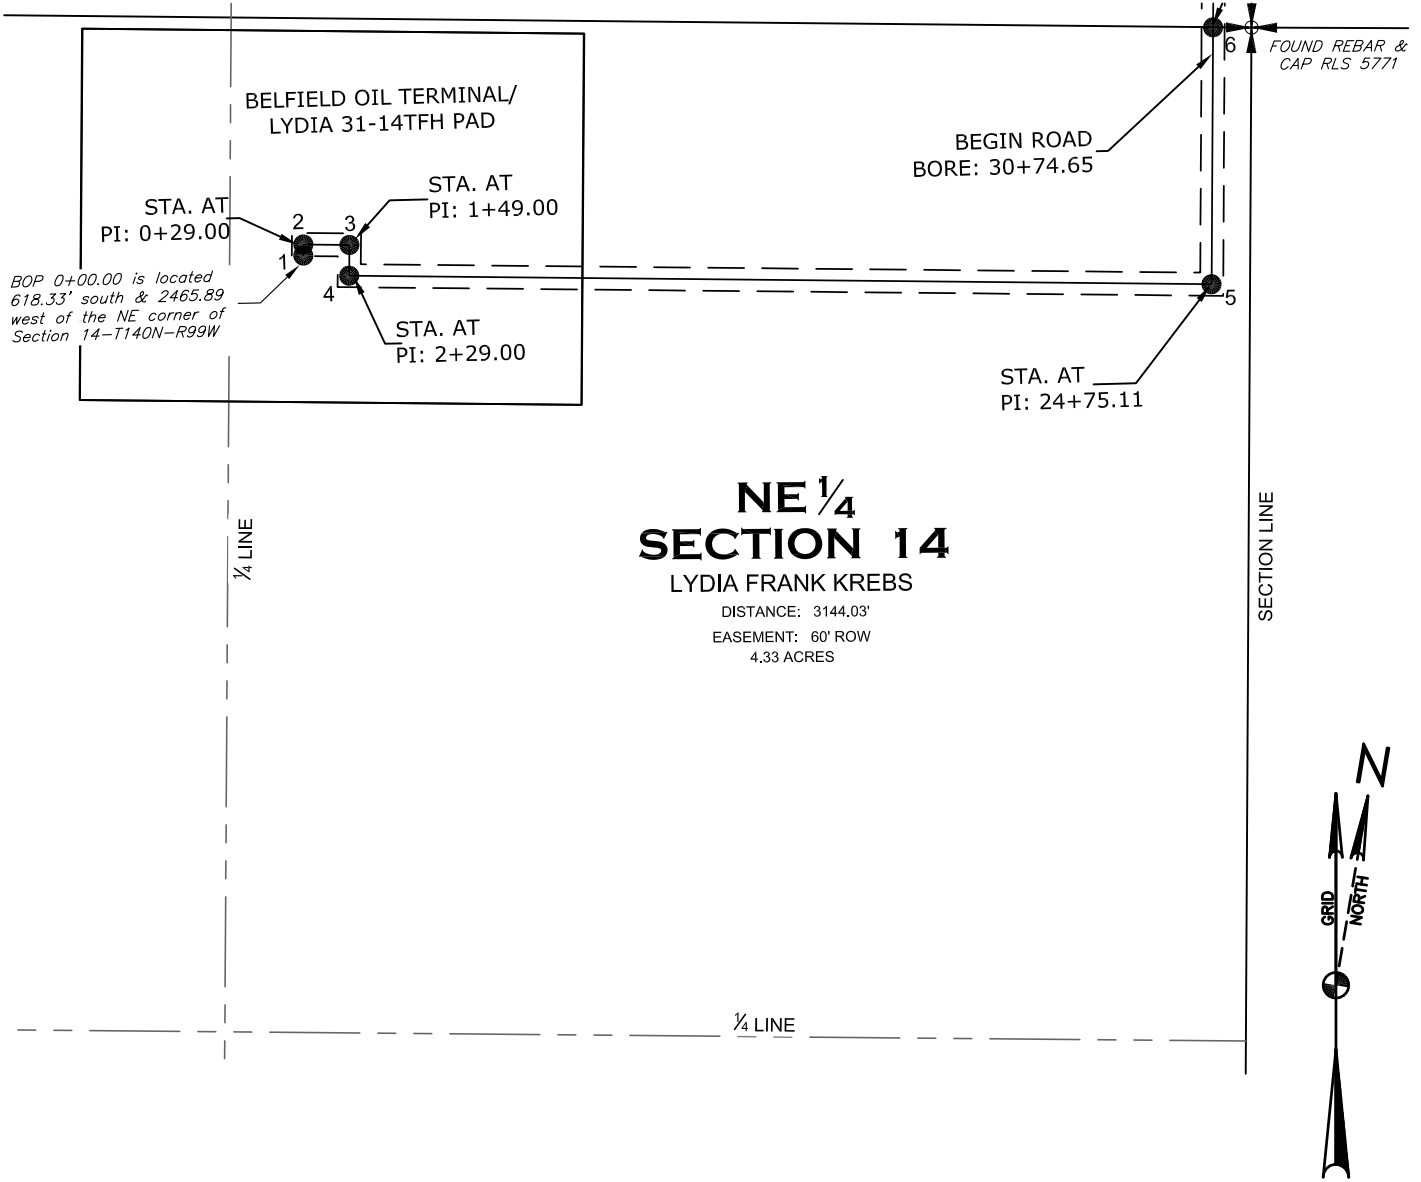 6
FOUND REBAR &
CAP RLS 5771
BELFIELD OIL TERMINAL/
LYDIA 31-14TFH PAD
BEGIN ROAD
BORE: 30+74.65
STA. AT
PI: 1+49.00
STA. AT
PI: 0+29.00
2
3
1
4
BOP 0+00.00 is located
618.33' south & 2465.89
west of the NE corner of
Section 14-T140N-R99W
5
STA. AT
PI: 2+29.00
STA. AT
PI: 24+75.11
NE ¼
SECTION 14
LYDIA FRANK KREBS
DISTANCE: 3144.03'
EASEMENT: 60' ROW
4.33 ACRES
¼ LINE
SECTION LINE
¼ LINE
N
GRID
NORTH